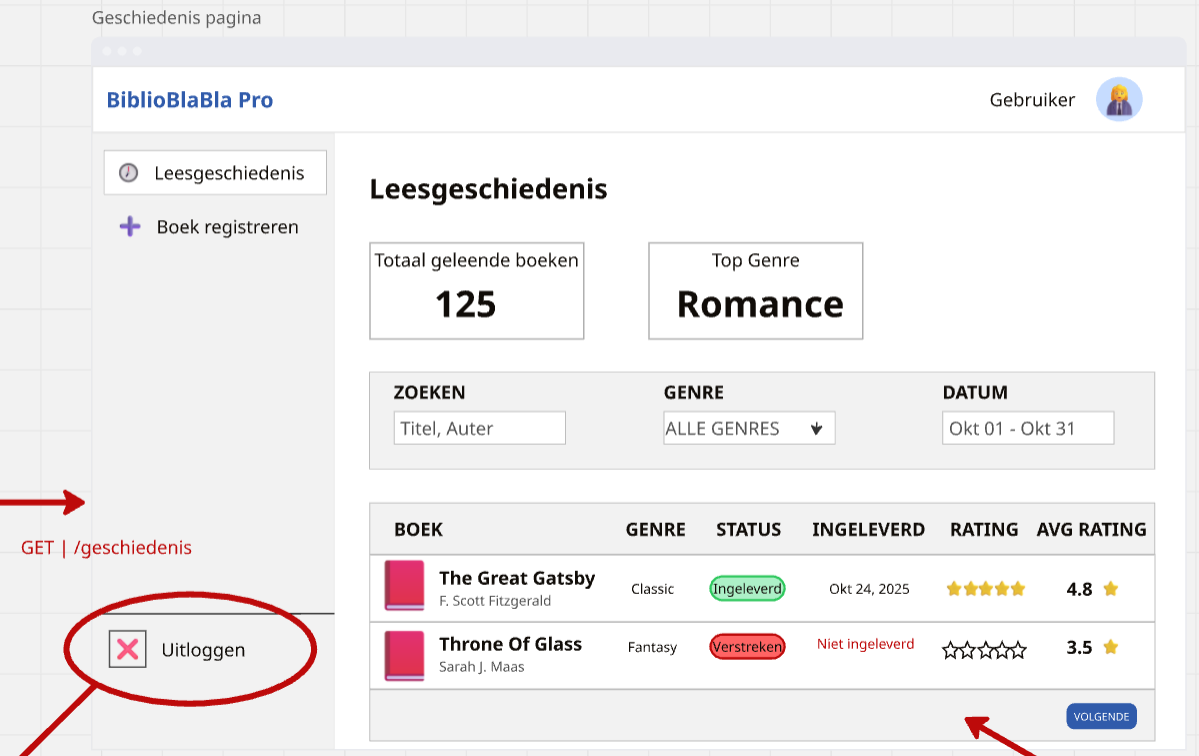 Geschiedenis pagina
BiblioBlaBla Pro
Gebruiker
Leesgeschiedenis
Boek registreren
Leesgeschiedenis
Totaal geleende boeken
125
Top Genre
Romance
ZOEKEN
Titel, Auter
GENRE
ALLE GENRES
DATUM
Okt 01 - Okt 31
GET | /geschiedenis
Uitloggen
BOEK GENRE STATUS INGELEVERD RATING AVG RATING
The Great Gatsby
F. Scott Fitzgerald
Classic
Ingeleverd
Okt 24, 2025
4.8
Throne Of Glass
Sarah J. Maas
Fantasy
Verstreken
Niet ingeleverd
3.5
VOLGENDE